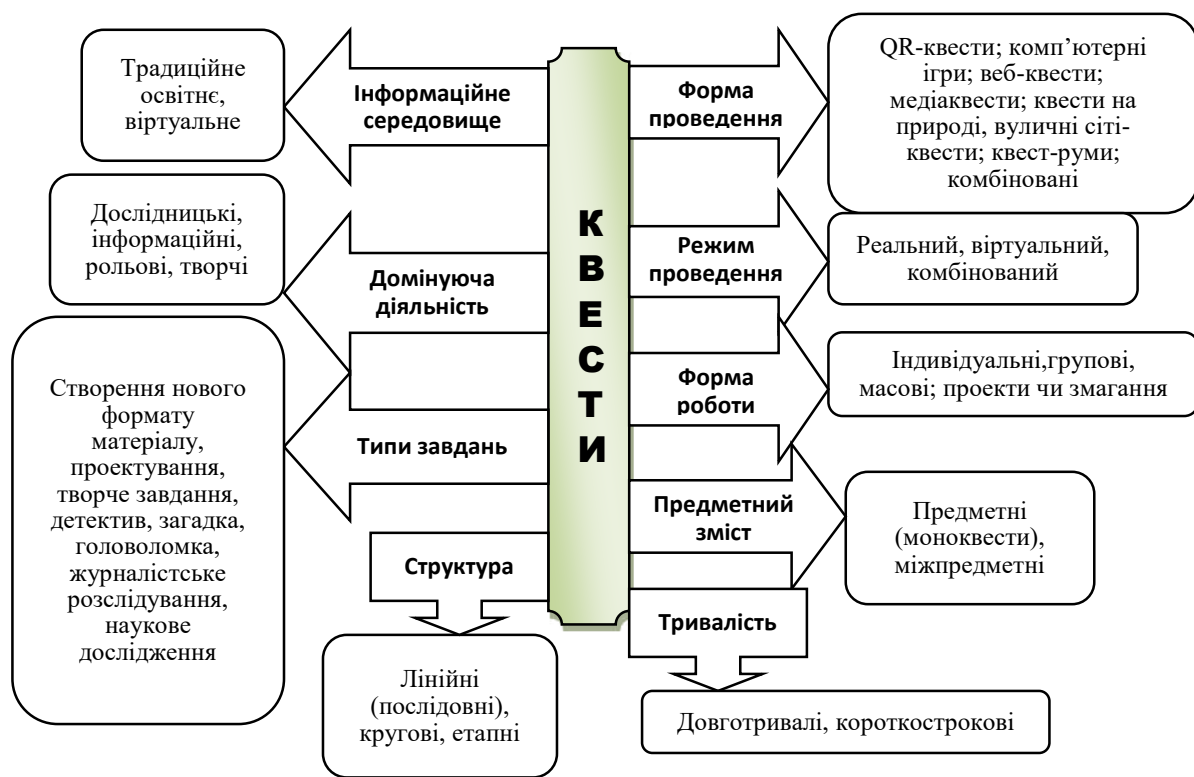 Традиційне
освітнє,
віртуальне
Інформаційне
середовище
Дослідницькі,
інформаційні,
рольові, творчі
Домінуюча
діяльність
Створення нового
формату
матеріалу,
проектування,
творче завдання,
детектив, загадка,
головоломка,
журналістське
розслідування,
наукове
дослідження
Типи завдань
Структура
Лінійні
(послідовні),
кругові, етапні
К
В
Е
С
Т
И
Форма
проведення
QR-квести; комп’ютерні
ігри; веб-квести;
медіаквести; квести на
природі, вуличні сіті-
квести; квест-руми;
комбіновані
Режим
проведення
Реальний, віртуальний,
комбінований
Форма
роботи
Індивідуальні,групові,
масові; проекти чи змагання
Предметний
зміст
Предметні
(моноквести),
міжпредметні
Тривалість
Довготривалі, короткострокові